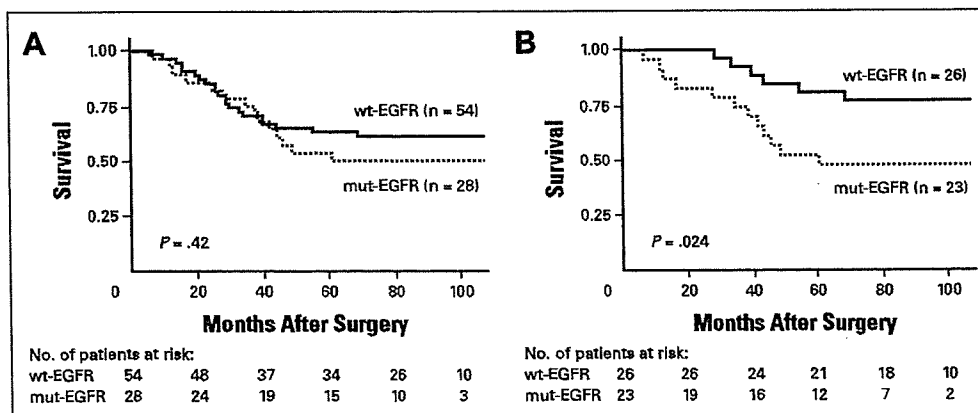 A
1.00
0.75
0.50
0.25
Survival
wt-EGFR (n = 54)
mut-EGFR (n = 28)
P = .42
0 20 40 60 80 100
Months After Surgery
No. of patients at risk:
wt-EGFR 54 48 37 34 26 10
mut-EGFR 28 24 19 15 10 3
B
1.00
0.75
0.50
0.25
Survival
wt-EGFR (n = 26)
mut-EGFR (n = 23)
P = .024
0 20 40 60 80 100
Months After Surgery
No. of patients at risk:
wt-EGFR 26 26 24 21 18 10
mut-EGFR 23 19 16 12 7 2